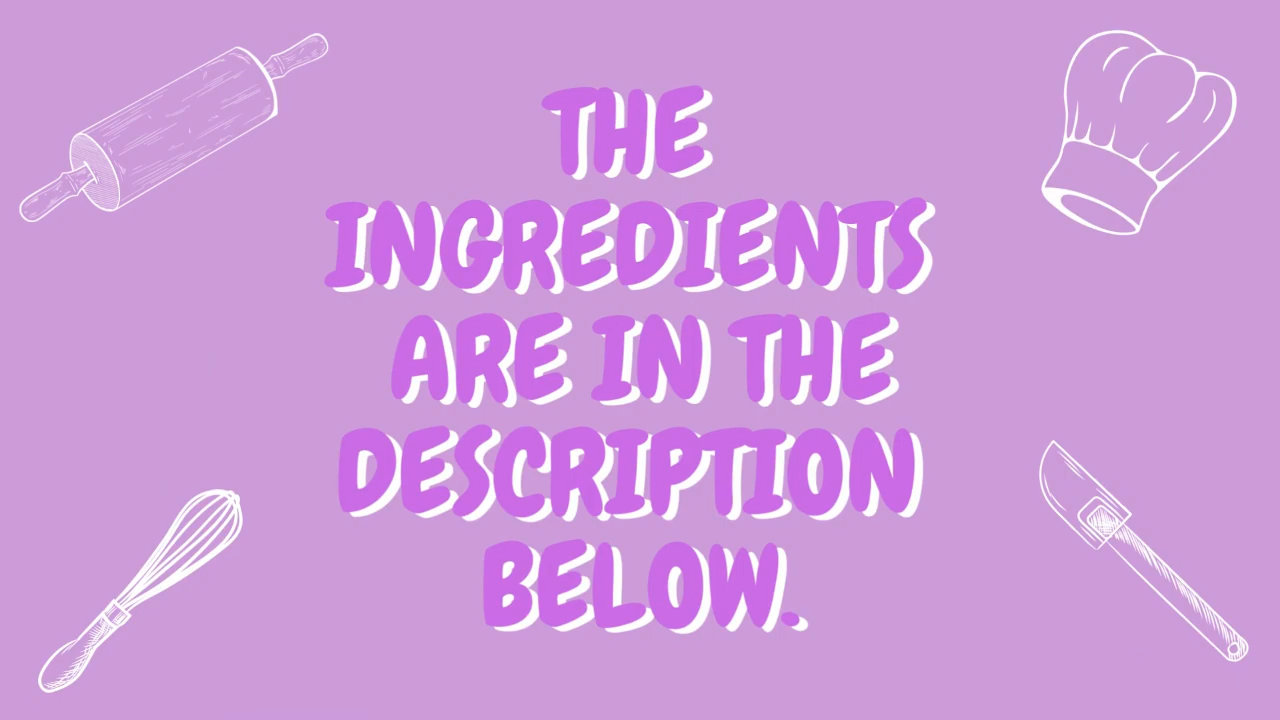 THE
INGREDIENTS
ARE IN THE
DESCRIPTION
BELOW.